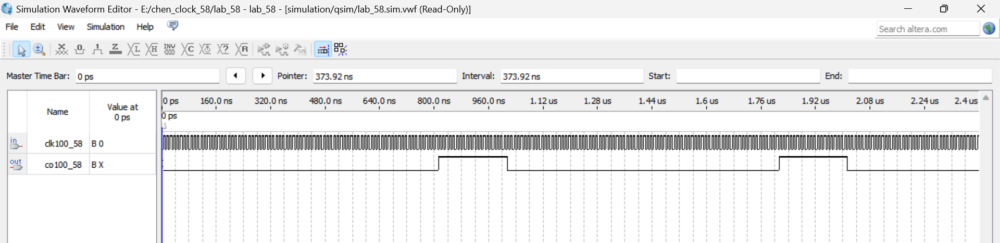 Simulation Waveform Editor - E:/chen_clock_58/lab_58 - lab_58 - [simulation/qsim/lab_58.sim.vwf (Read-Only)]
File Edit View Simulation Help
Search altera.com
Master Time Bar: 0 ps Pointer: 373.92 ns Interval: 373.92 ns Start: End:
Name
Value at
0 ps
0 ps 160.0 ns 320.0 ns 480.0 ns 640.0 ns 800.0 ns 960.0 ns 1.12 us 1.28 us 1.44 us 1.6 us 1.76 us 1.92 us 2.08 us 2.24 us 2.4 us
0 ps
in clk100_58 B 0
out co100_58 B X